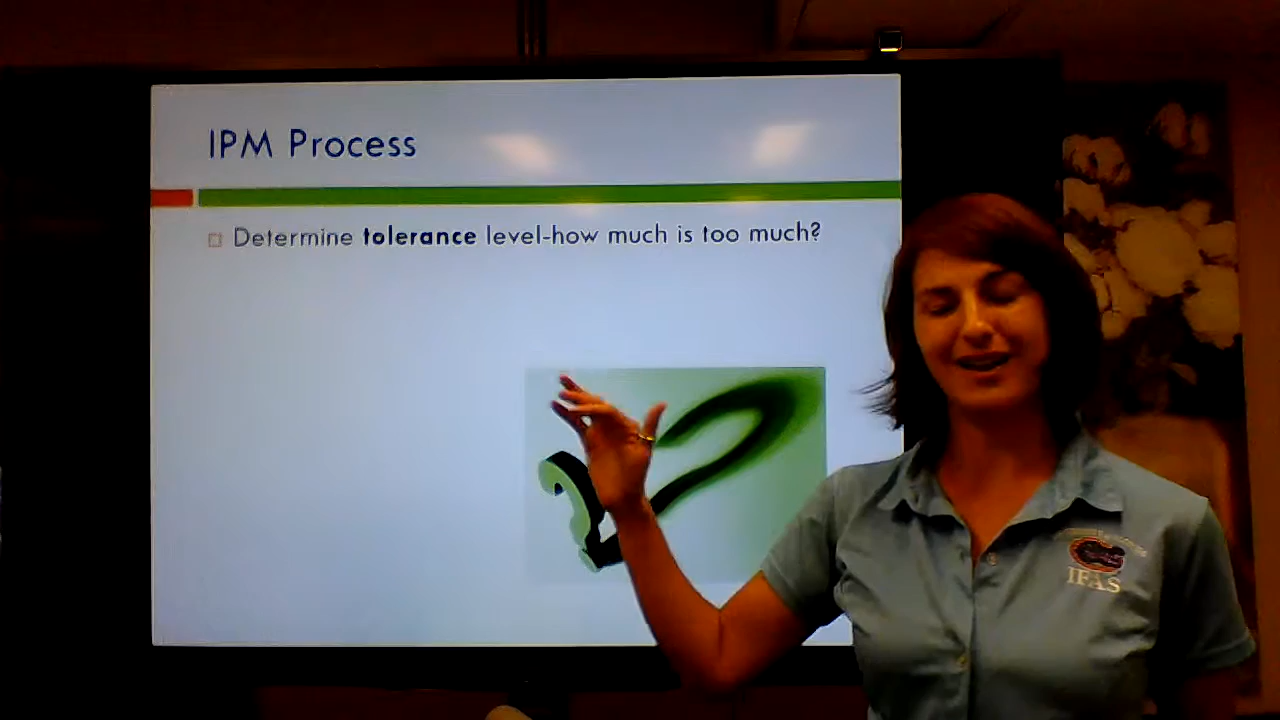 IPM Process
Determine tolerance level-how much is too much?
IFAS